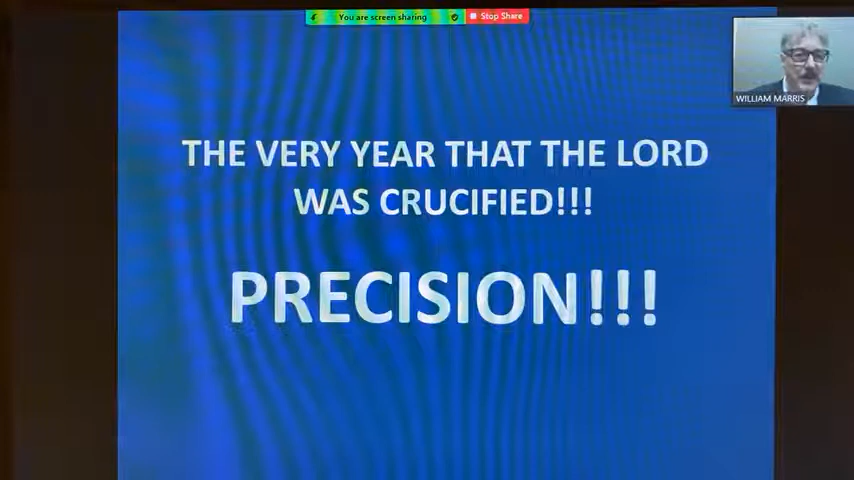 You are screen sharing
Stop Share
WILLIAM MARRIS
THE VERY YEAR THAT THE LORD
WAS CRUCIFIED!!!
PRECISION!!!